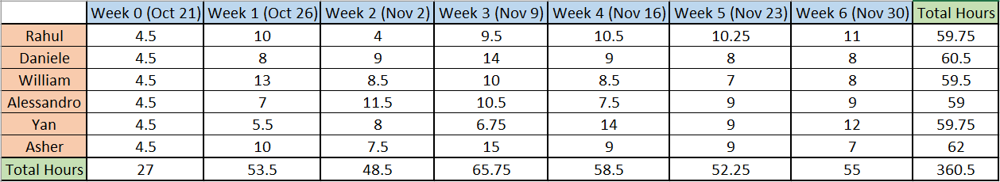 Week 0 (Oct 21) Week 1 (Oct 26) Week 2 (Nov 2) Week 3 (Nov 9) Week 4 (Nov 16) Week 5 (Nov 23) Week 6 (Nov 30) Total Hours
Rahul 4.5 10 4 9.5 10.5 10.25 11 59.75
Daniele 4.5 8 9 14 9 8 8 60.5
William 4.5 13 8.5 10 8.5 7 8 59.5
Alessandro 4.5 7 11.5 10.5 7.5 9 9 59
Yan 4.5 5.5 8 6.75 14 9 12 59.75
Asher 4.5 10 7.5 15 9 9 7 62
Total Hours 27 53.5 48.5 65.75 58.5 52.25 55 360.5